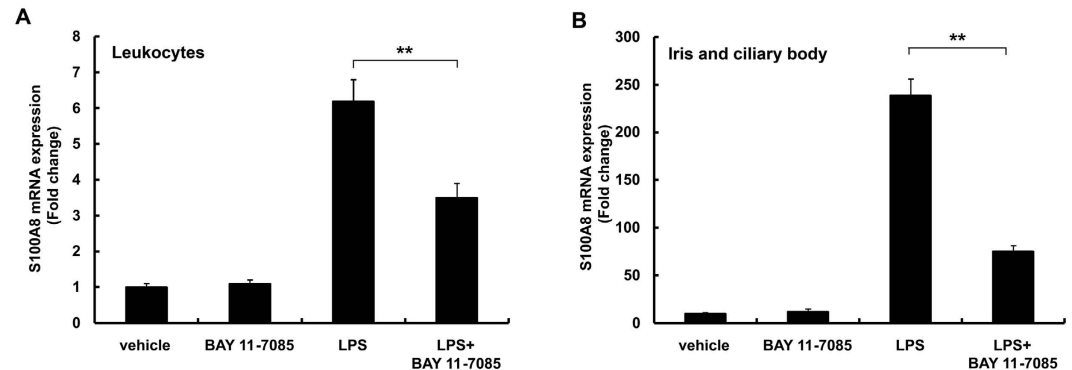 A
Leukocytes
S100A8 mRNA expression
(Fold change)
8
7
6
5
4
3
2
1
0
**
vehicle
BAY 11-7085
LPS
LPS+
BAY 11-7085
B
Iris and ciliary body
S100A8 mRNA expression
(Fold change)
300
250
200
150
100
50
0
**
vehicle
BAY 11-7085
LPS
LPS+
BAY 11-7085